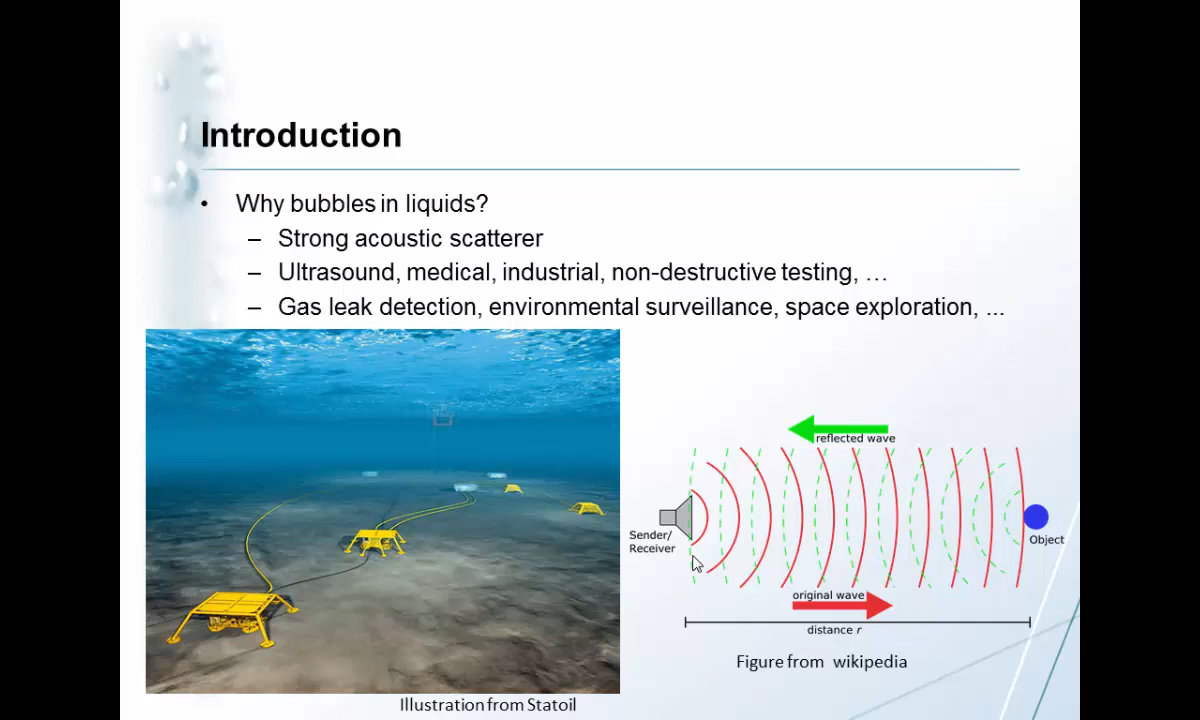 Introduction
• Why bubbles in liquids?
– Strong acoustic scatterer
– Ultrasound, medical, industrial, non-destructive testing, …
– Gas leak detection, environmental surveillance, space exploration, ...
reflected wave
Sender/
Receiver
Object
original wave
distance r
Figure from wikipedia
Illustration from Statoil